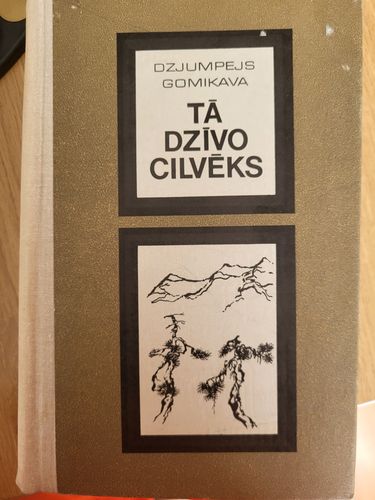 DZJUMPEJS
GOMIKAVA
TĀ
DZĪVO
CILVĒKS